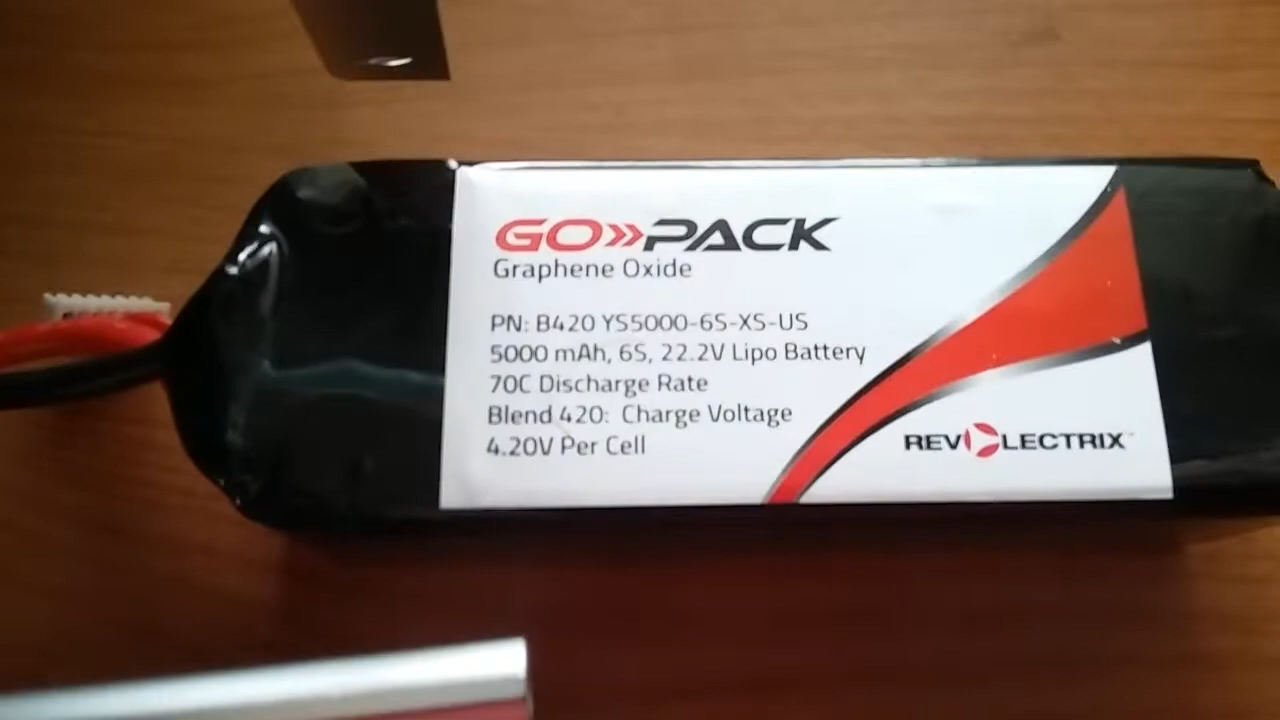 GO»PACK
Graphene Oxide
PN: B420 YS5000-6S-XS-US
5000 mAh, 6S, 22.2V Lipo Battery
70C Discharge Rate
Blend 420: Charge Voltage
4.20V Per Cell
REVOLECTRIX™